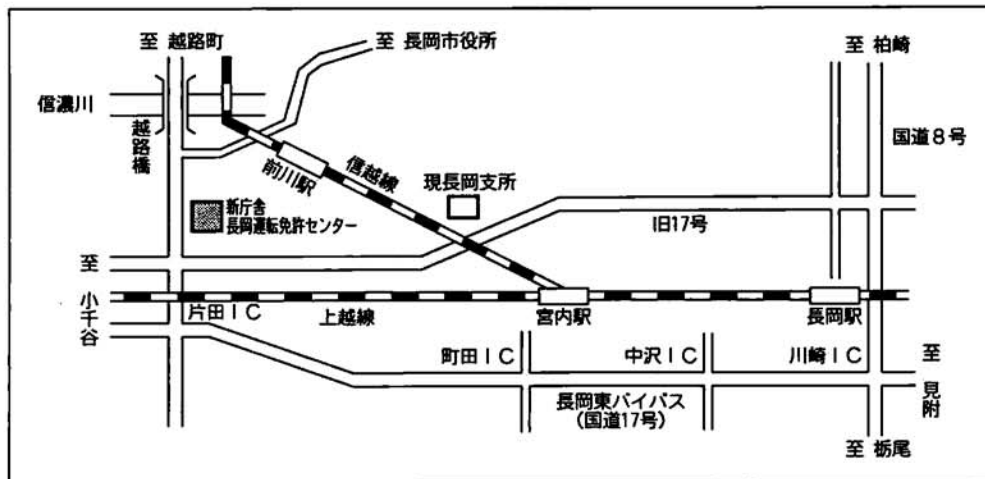 至 越路町
至 長岡市役所
至 柏崎
信濃川
越路橋
国道8号
信越線
前川駅
現長岡支所
新庁舎
長岡運転免許センター
旧17号
至 小千谷
片田IC
上越線
宮内駅
長岡駅
町田IC
中沢IC
川崎IC
至 見附
長岡東バイパス
(国道17号)
至 栃尾